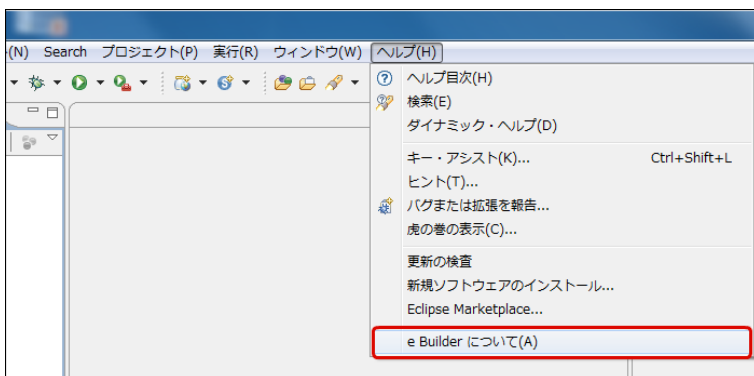 (N) Search プロジェクト(P) 実行(R) ウィンドウ(W) ヘルプ(H)
ヘルプ目次(H)
検索(E)
ダイナミック・ヘルプ(D)
キー・アシスト(K)... Ctrl+Shift+L
ヒント(T)...
バグまたは拡張を報告...
虎の巻の表示(C)...
更新の検査
新規ソフトウェアのインストール...
Eclipse Marketplace...
e Builder について(A)